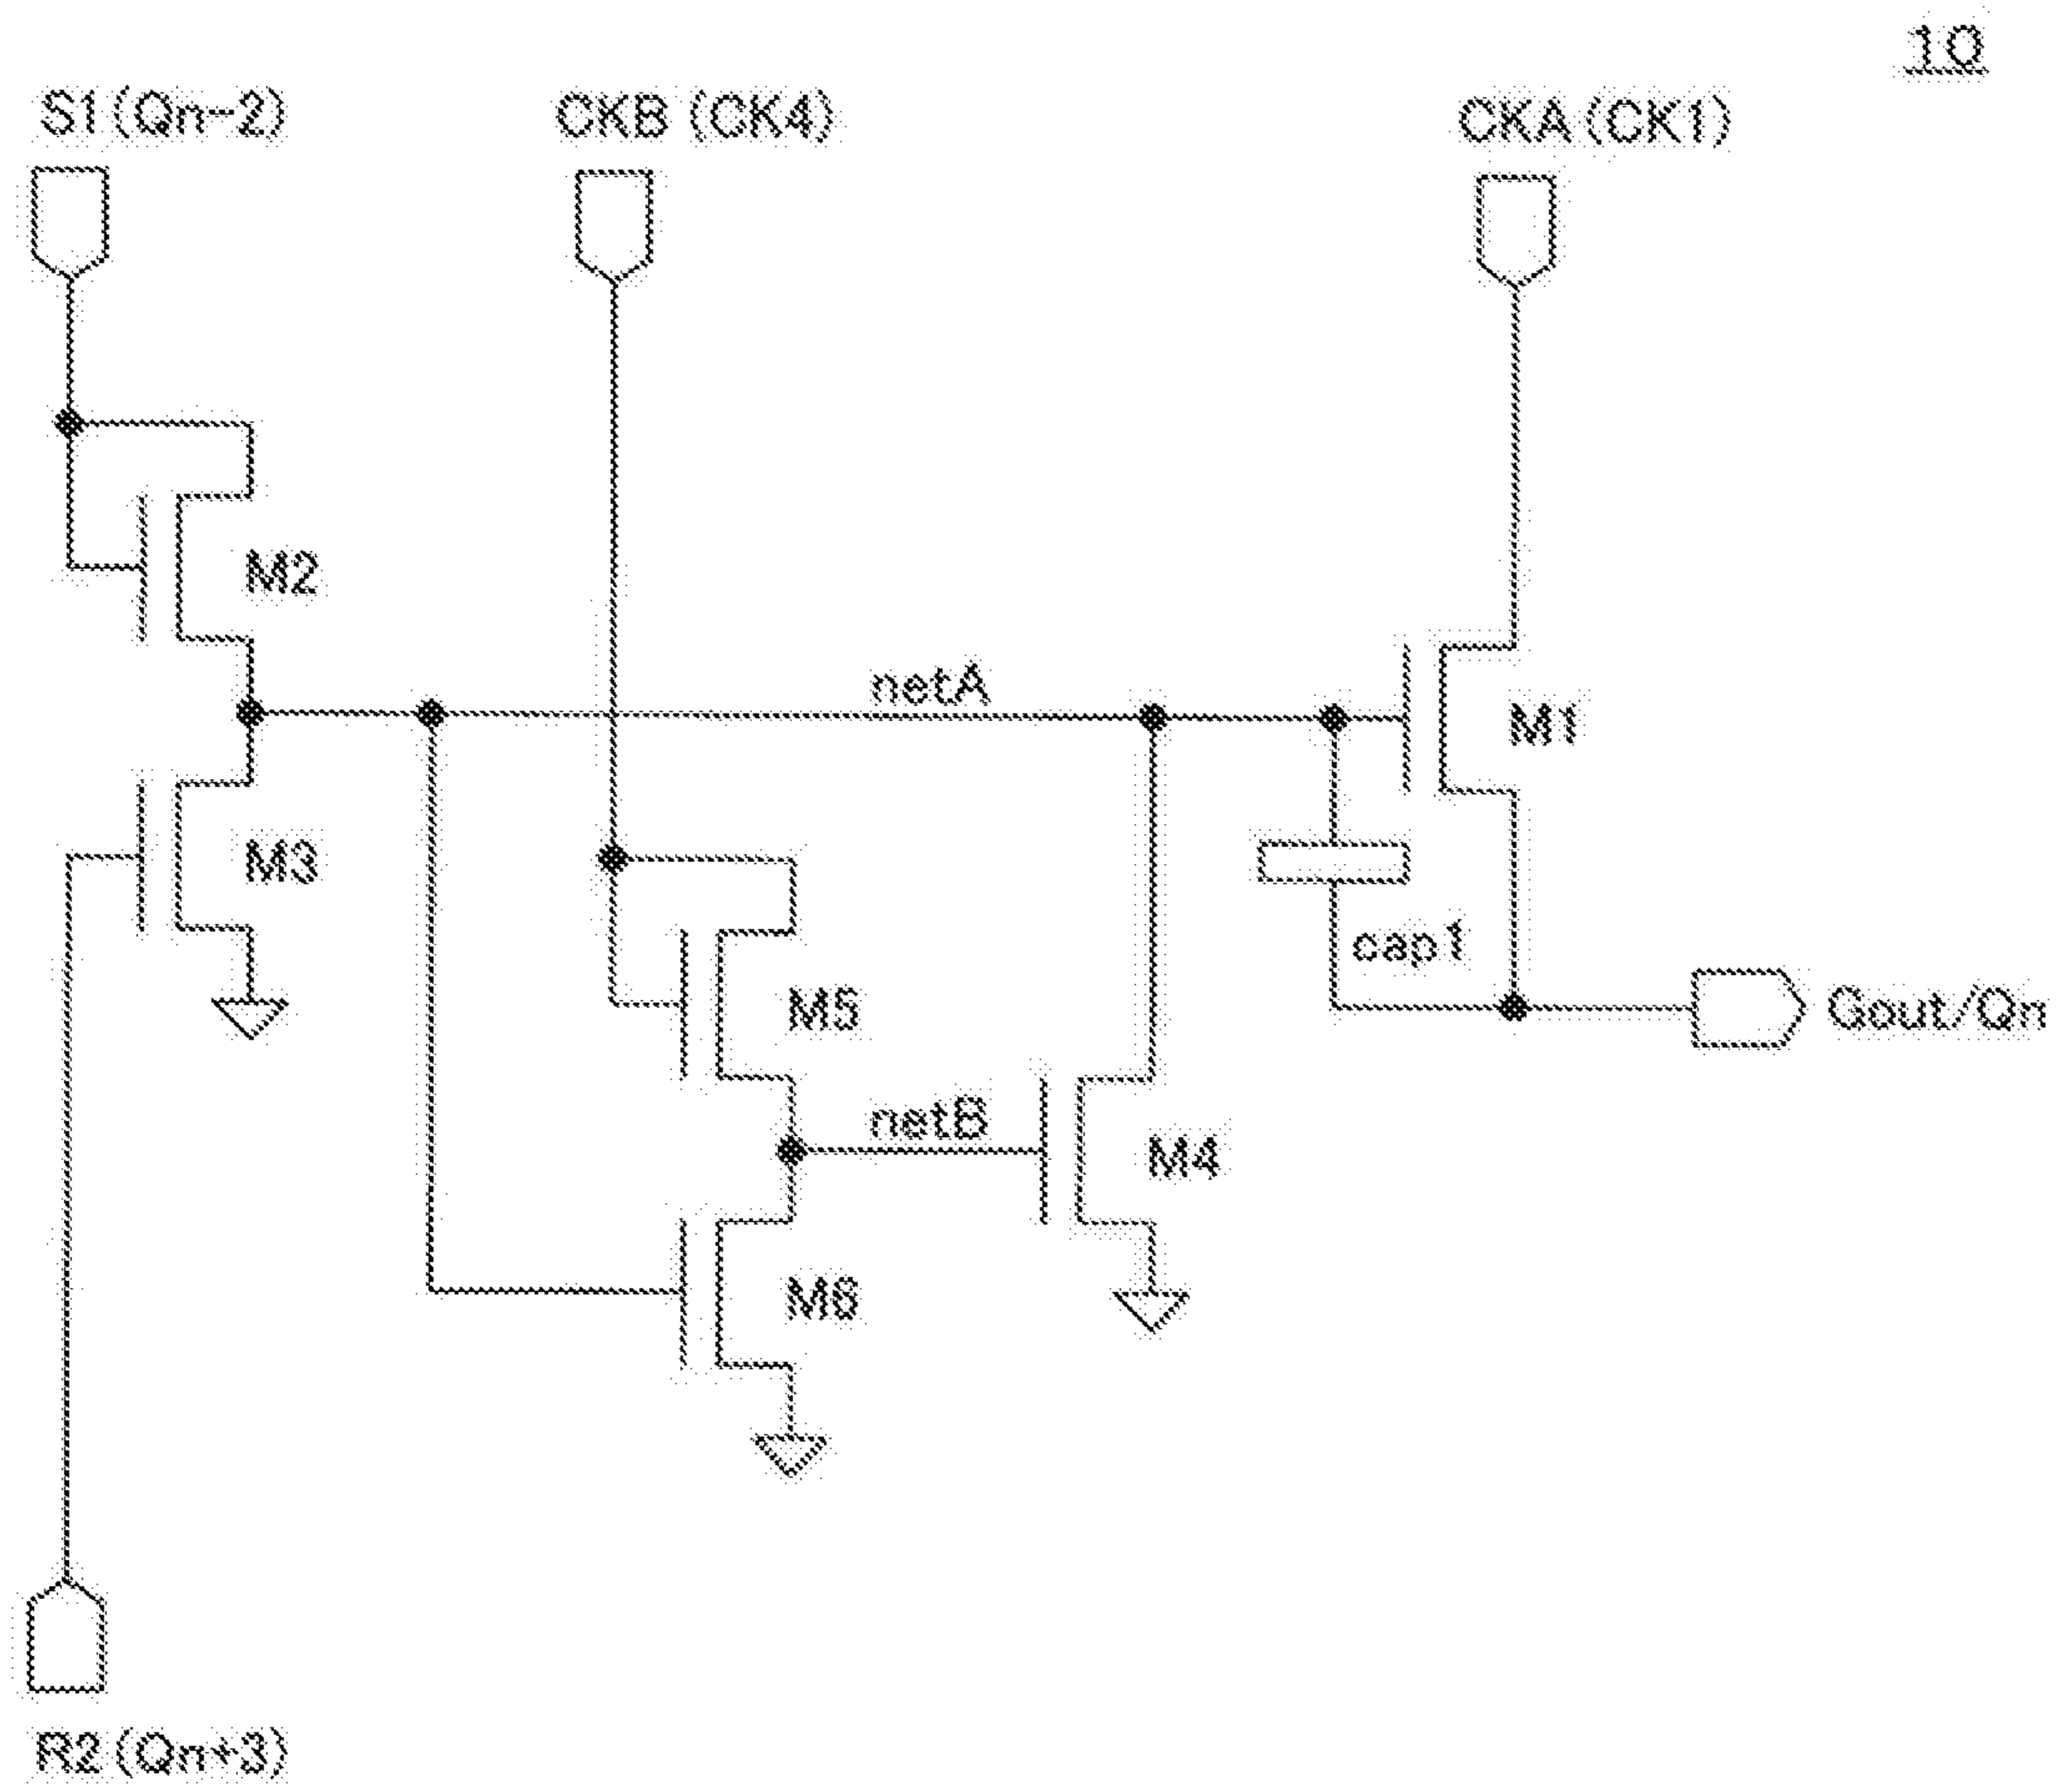 10
S1(Qn-2)
CKB (CK4)
CKA (CK1)
M2
netA
M1
M3
cap1
M5
Gout/Qn
netB
M4
M6
R2(Qn+3)